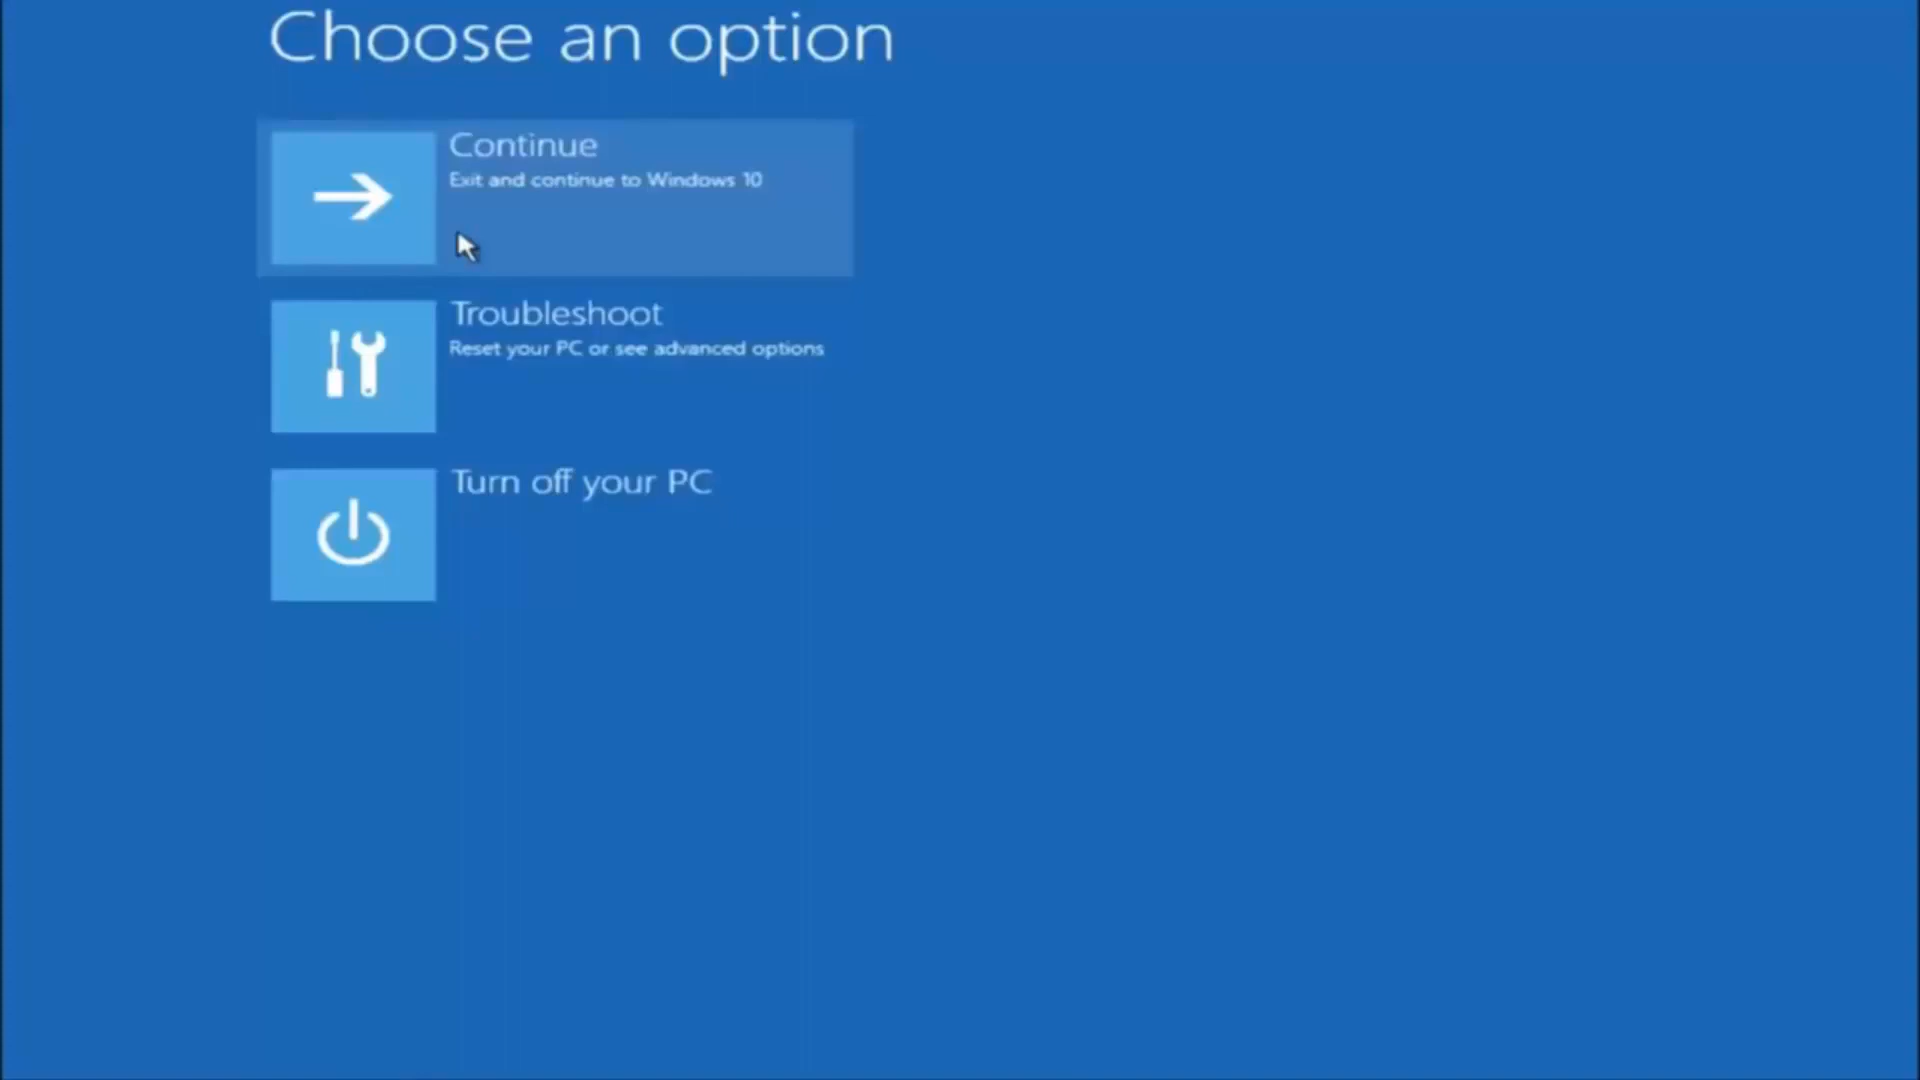 Choose an option
Continue
Exit and continue to Windows 10
Troubleshoot
Reset your PC or see advanced options
Turn off your PC